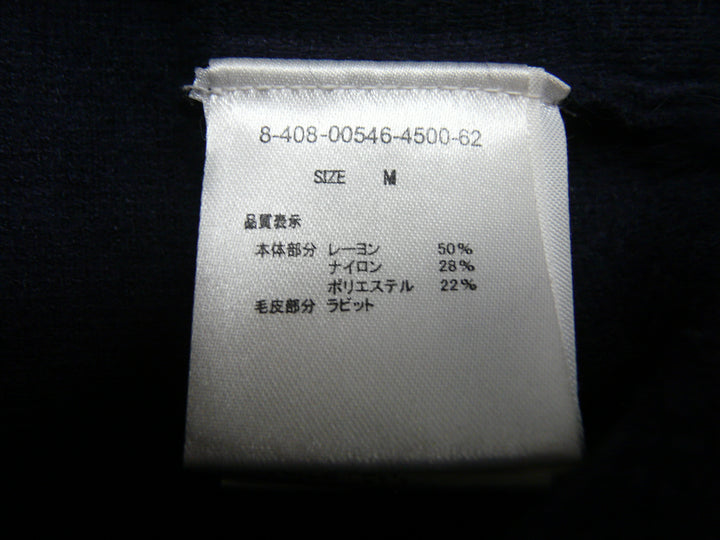 8-408-00546-4500-62
SIZE M
品質表示
本体部分 レーヨン 50%
ナイロン 28%
ポリエステル 22%
毛皮部分 ラビット